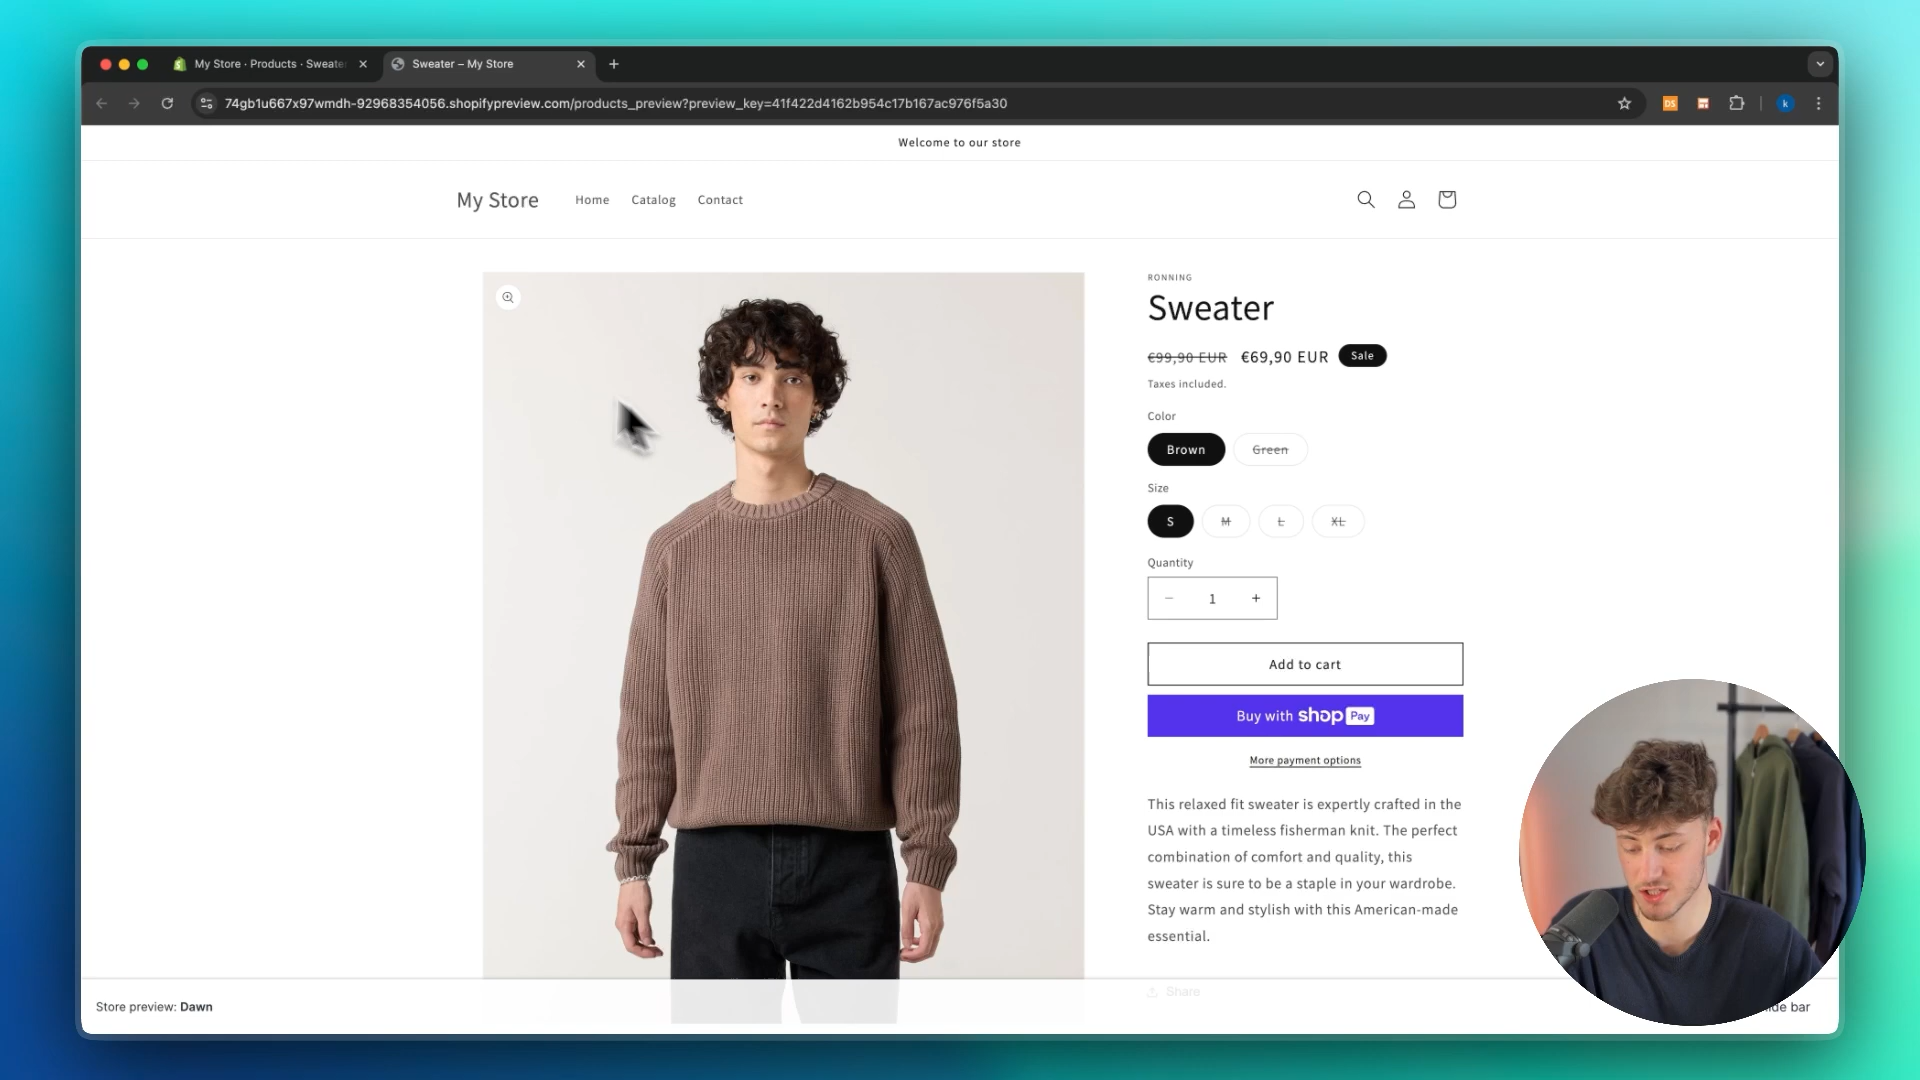 My Store · Products · Sweater
Sweater – My Store
74gb1u667x97wmdh-92968354056.shopifypreview.com/products_preview?preview_key=41f422d4162b954c17b167ac976f5a30
DS
k
Welcome to our store
My Store
Home
Catalog
Contact
RONNING
Sweater
€99,90 EUR €69,90 EUR Sale
Taxes included.
Color
Brown
Green
Size
S
M
L
XL
Quantity
1
Add to cart
Buy with shop Pay
More payment options
This relaxed fit sweater is expertly crafted in the
USA with a timeless fisherman knit. The perfect
combination of comfort and quality, this
sweater is sure to be a staple in your wardrobe.
Stay warm and stylish with this American-made
essential.
Share
Store preview: Dawn
bar